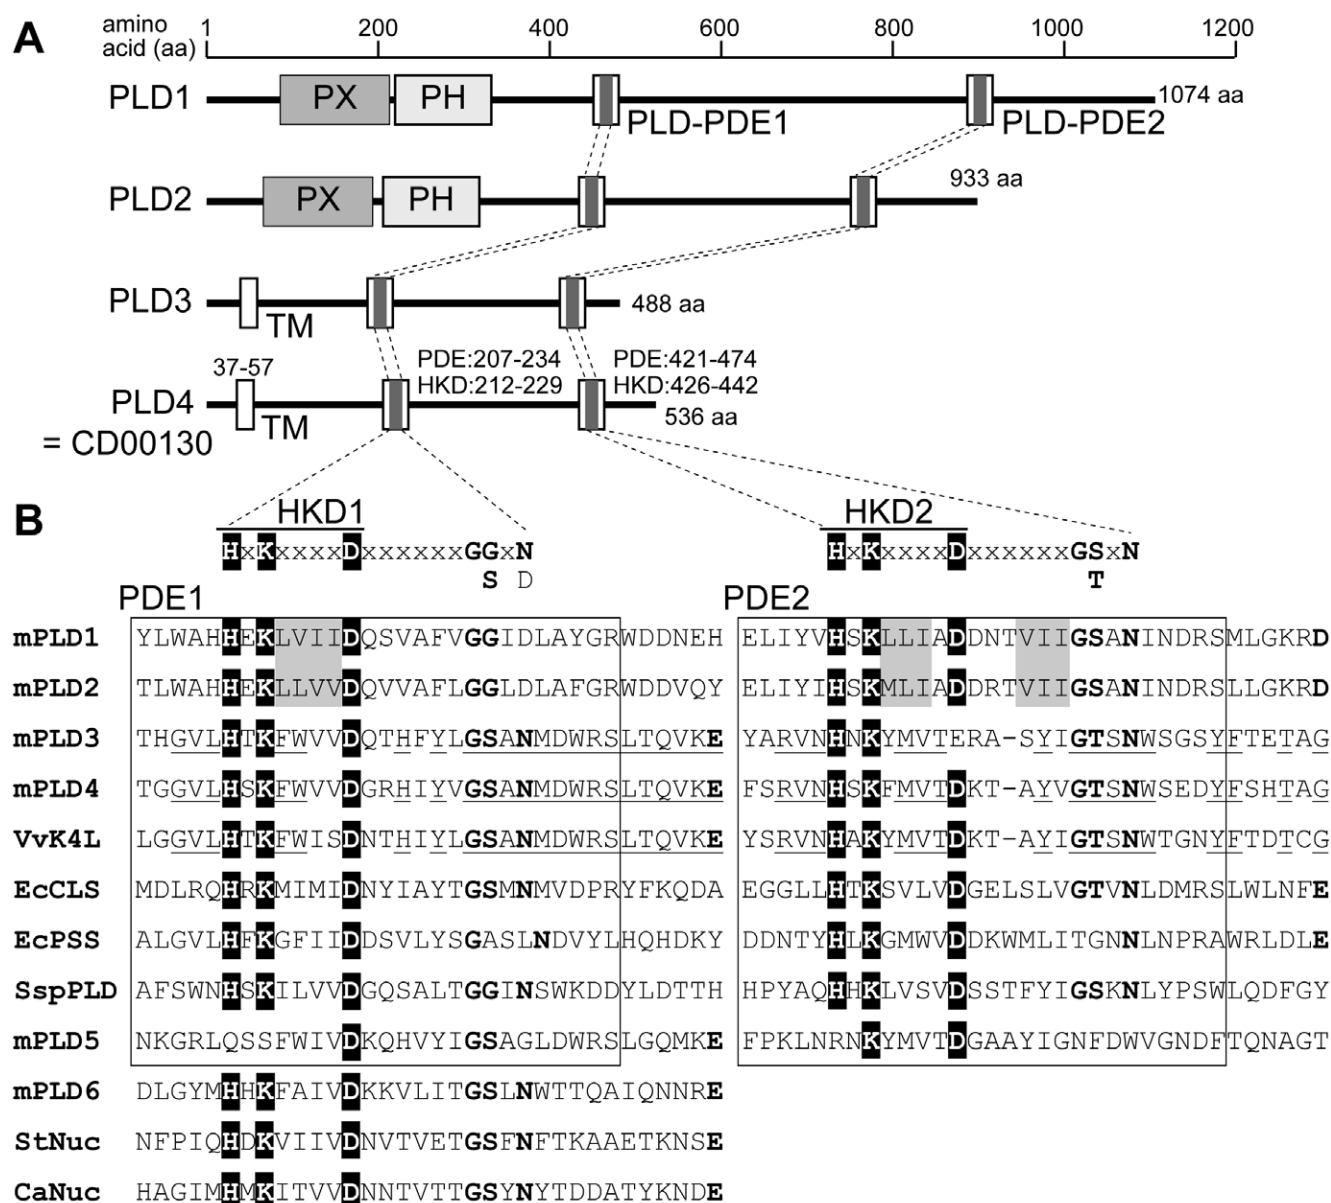 A
amino acid (aa) 1 200 400 600 800 1000 1200
PLD1 PX PH PLD-PDE1 PLD-PDE2 1074 aa
PLD2 PX PH 933 aa
PLD3 TM 488 aa
PLD4 = CD00130 37-57 TM PDE:207-234 HKD:212-229 PDE:421-474 HKD:426-442 536 aa
B
HKD1 HKD2
HxKxxxxDxxxxxxGGxN HxKxxxxDxxxxxxGSxN
S D T
PDE1 PDE2
mPLD1 YLWAHHEKLVIIDQSVAFVGGIDLAYGRWDDNEH ELIYVHSKLLIADDNTVIIGSANINDRSMLGKRD
mPLD2 TLWAHHEKLLVVDQVVAFLGGLDLAFGRWDDVQY ELIYIHSKMLIADDRTVIIGSANINDRSLLGKRD
mPLD3 THGVLHTKFWVVDQTHFYLGSANMDWRSLTQVKE YARVNHNKYMVTERA-SYIGTSNWSGSYFTETAG
mPLD4 TGGVLHSKFWVVDGRHIYVGSANMDWRSLTQVKE FSRVNHSKFMVTDKT-AYVGTSNWSEDYFSHTAG
VvK4L LGGVLHTKFWISDNTHIYLGSANMDWRSLTQVKE YSRVNHAKYMVTDKT-AYIGTSNWTGNYFTDTCG
EcCLS MDLRQHRKMIMIDNYIAYTGSMNMVDPRYFKQDA EGGLLHTKSVLVDGELSLVGTVNLDMRSLWLNFE
EcPSS ALGVLHFKGFIIDDSVLYSGASLNDVYLHQHDKY DDNTYHLKGMWVDDKWMLITGNNLNPRAWRLDLE
SspPLD AFSWNHSKILVVDGQSALTGGINSWKDDYLDTTH HPYAQHHKLVSVDSSTFYIGSKNLYPSWLQDFGY
mPLD5 NKGRLQSSFWIVDKQHVYIGSAGLDWRSLGQMKE FPKLNRNKYMVTDGAAYIGNFDWVGNDFTQNAGT
mPLD6 DLGYMHHKFAIVDKKVLITGSLNWTTQAIQNNRE
StNuc NFPIQHDKVIIVDNVTVETGSFNFTKAAETKNSE
CaNuc HAGIMHMKITVVDNNTVTTGSYNYTDDATYKNDE